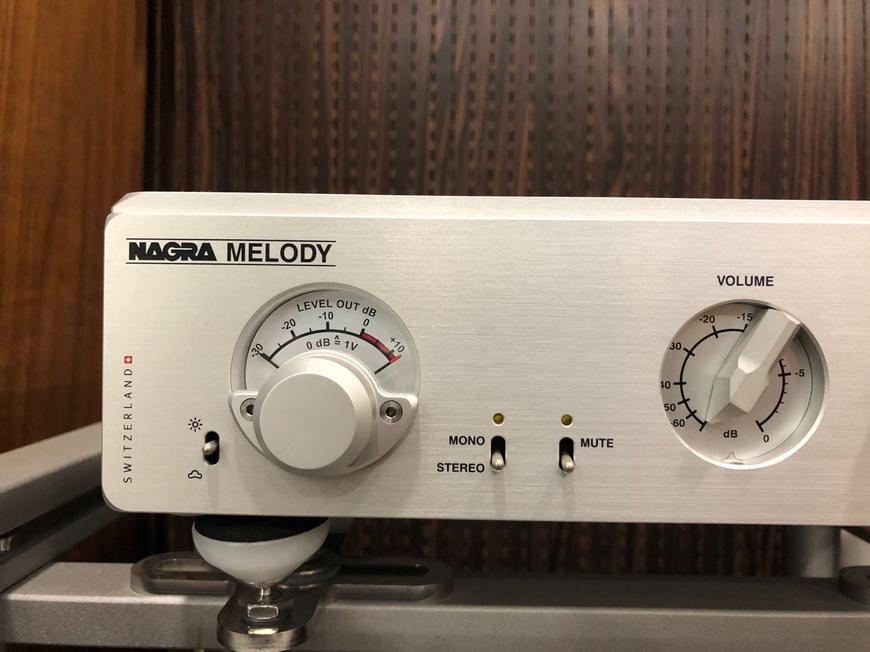 NAGRA MELODY
LEVEL OUT dB
-30 -20 -10 0 +10
0 dB ≙ 1V
SWITZERLAND
MONO
STEREO
MUTE
VOLUME
-60 -50 40 30 -20 -15 -5 0
dB